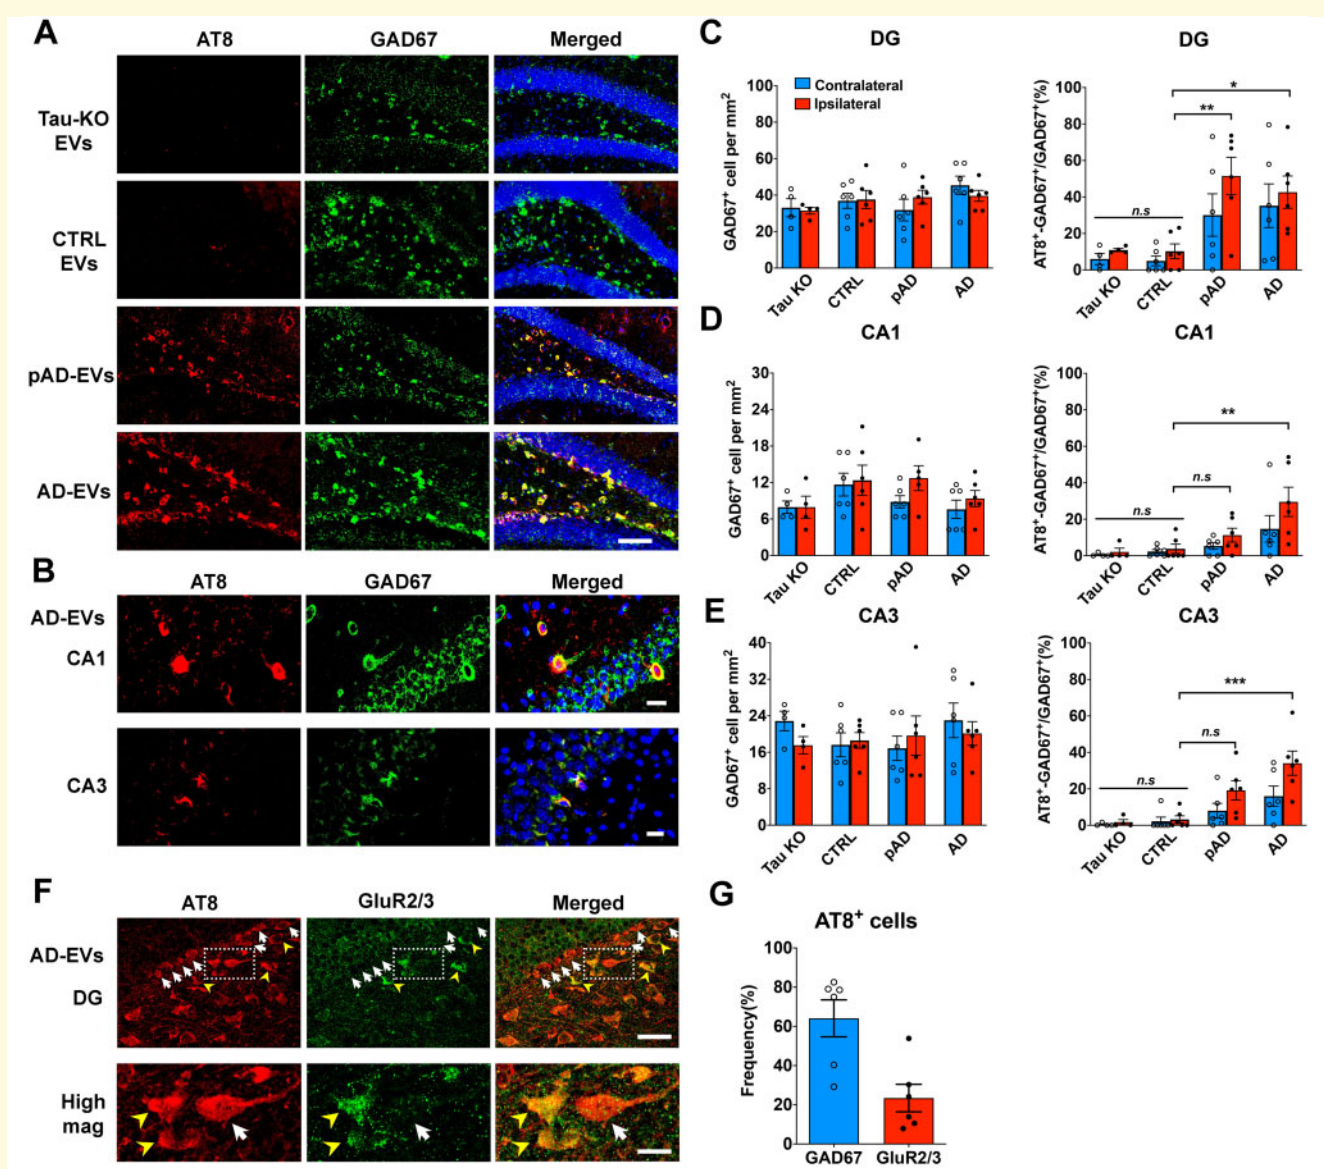 A
AT8 GAD67 Merged
Tau-KO
EVs
CTRL
EVs
pAD-EVs
AD-EVs
B
AT8 GAD67 Merged
AD-EVs
CA1
CA3
C
DG
GAD67+ cell per mm2
100
80
60
40
20
0
Contralateral
Ipsilateral
Tau KO CTRL pAD AD
DG
AT8+-GAD67+/GAD67+(%)
100
80
60
40
20
0
*
**
n.s
Tau KO CTRL pAD AD
D
CA1
GAD67+ cell per mm2
30
24
18
12
6
0
Tau KO CTRL pAD AD
CA1
AT8+-GAD67+/GAD67+(%)
100
80
60
40
20
0
**
n.s
n.s
Tau KO CTRL pAD AD
E
CA3
GAD67+ cell per mm2
40
32
24
16
8
0
Tau KO CTRL pAD AD
CA3
AT8+-GAD67+/GAD67+(%)
100
80
60
40
20
0
***
n.s
n.s
Tau KO CTRL pAD AD
F
AT8 GluR2/3 Merged
AD-EVs
DG
High
mag
G
AT8+ cells
Frequency(%)
100
80
60
40
20
0
GAD67 GluR2/3